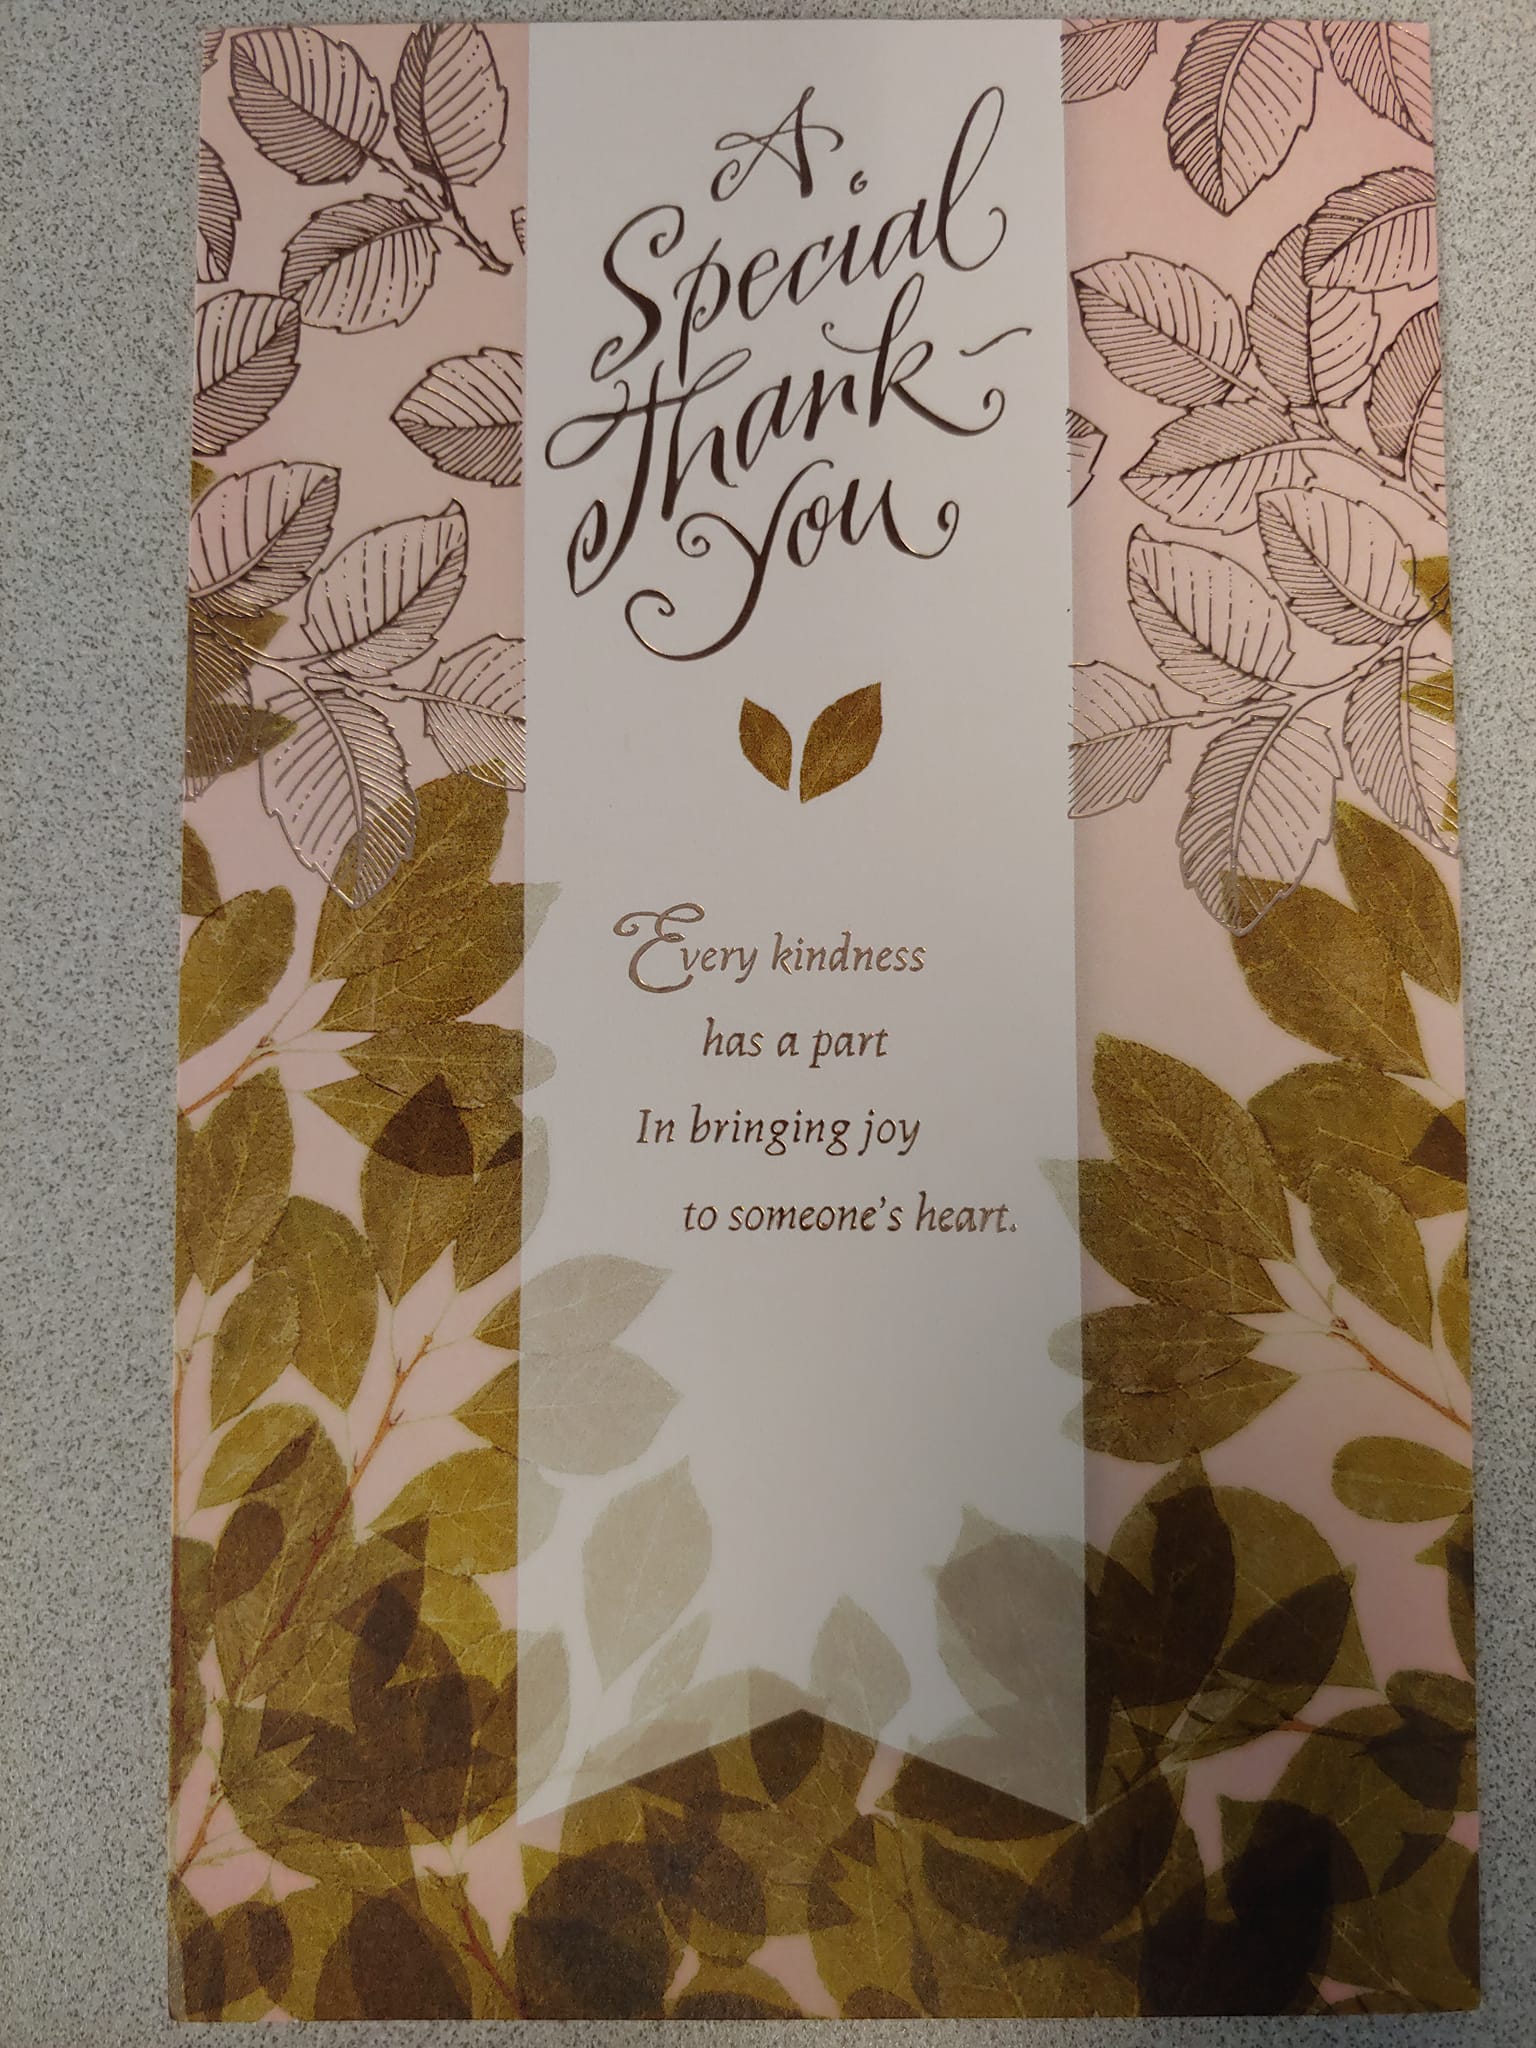 A
Special
Thank-
you
Every kindness
has a part
In bringing joy
to someone's heart.